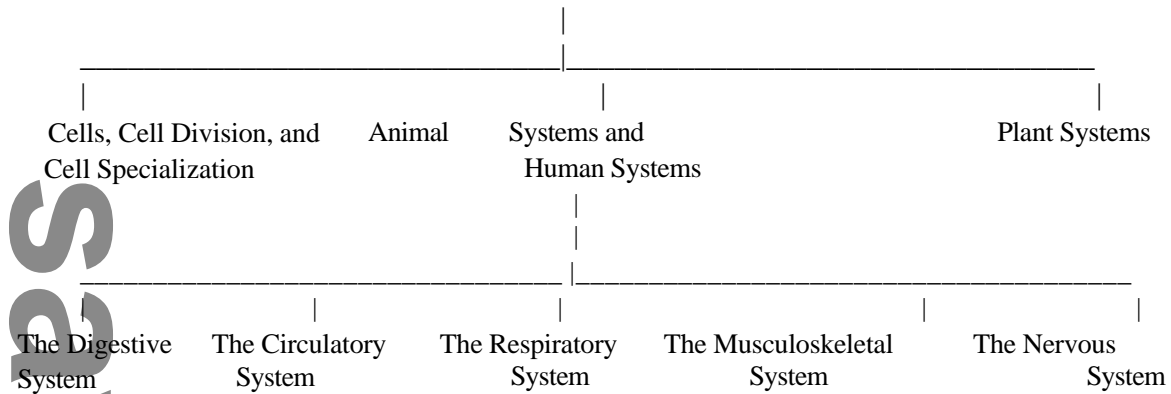 Cells, Cell Division, and Animal Systems and Plant Systems
Cell Specialization Human Systems
The Digestive The Circulatory The Respiratory The Musculoskeletal The Nervous
System System System System System